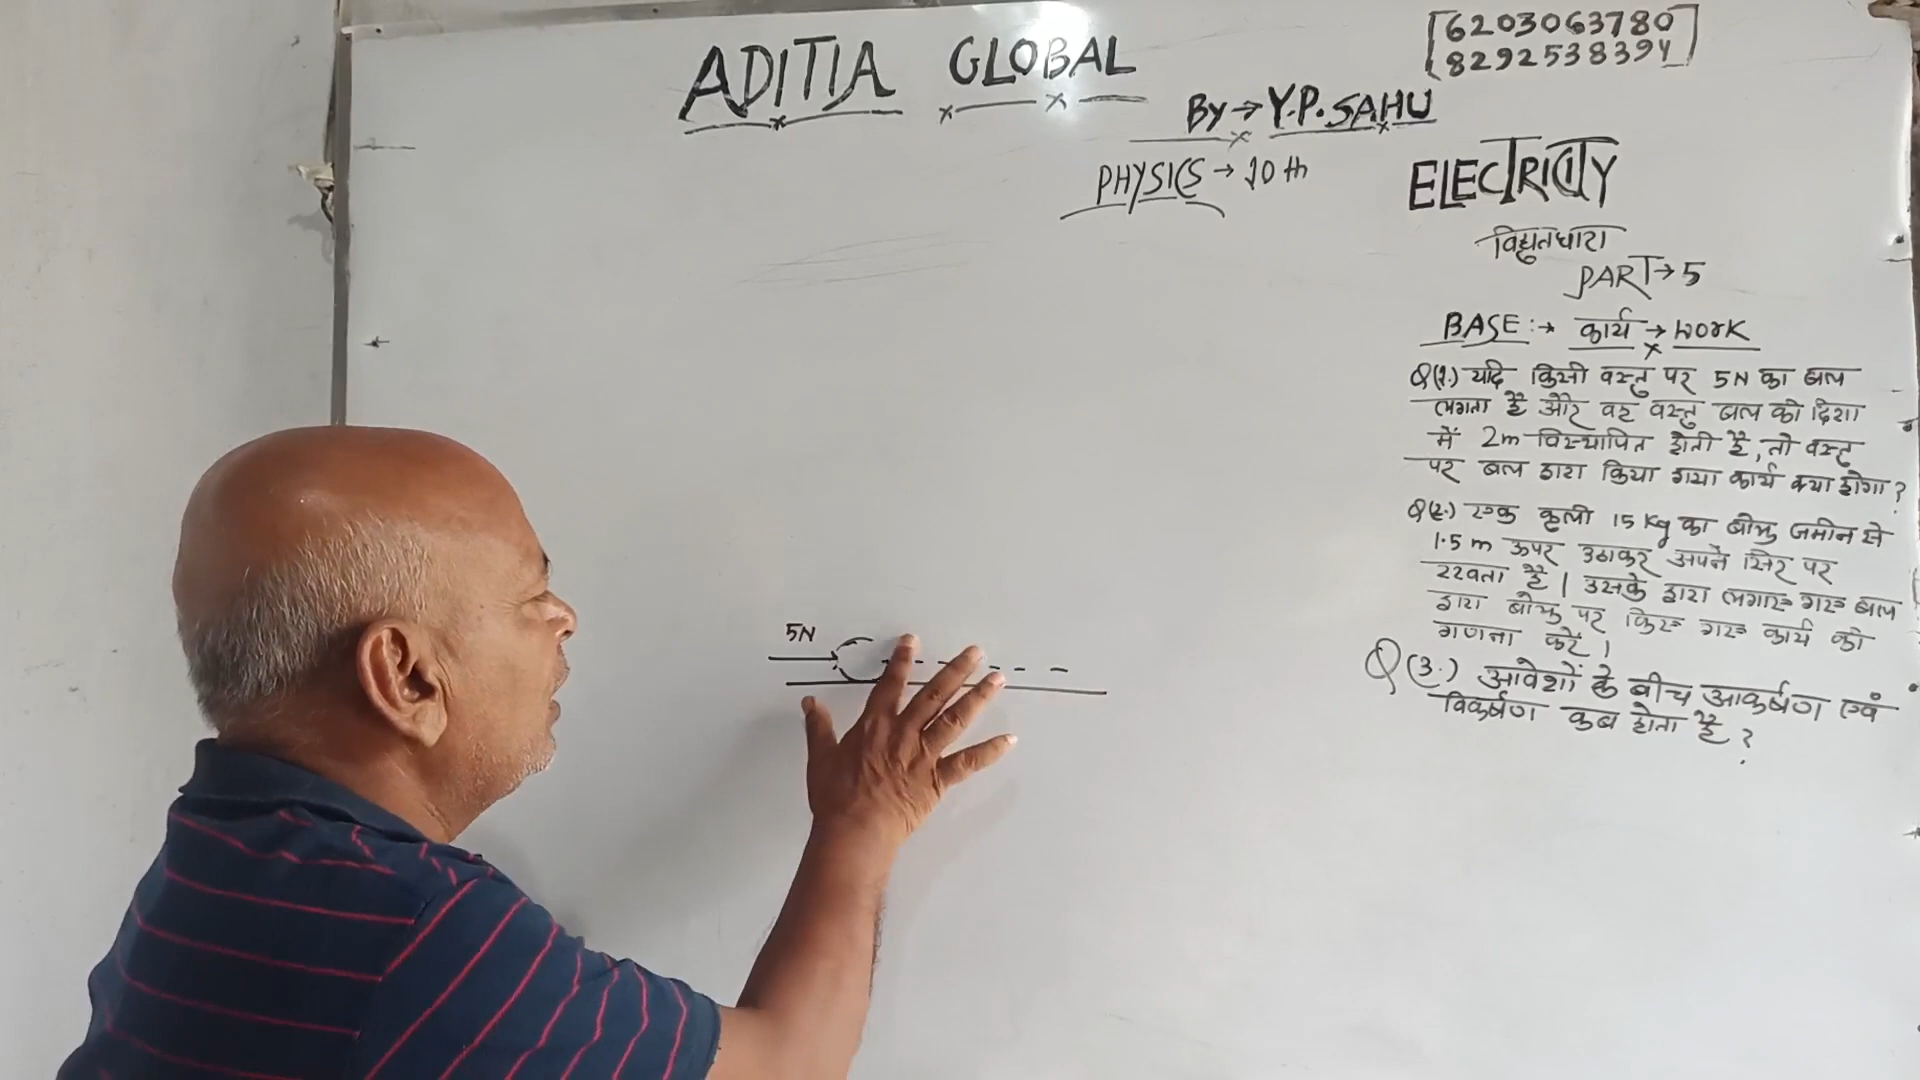 ADITIA GLOBAL
6203063780
8292538394
By → Y.P. SAHU
PHYSICS → 10 th
ELECTRICITY
विद्युतधारा
PART → 5
BASE :→ कार्य → work
Q(1.) यदि किसी वस्तु पर 5N का बल
लगता है और वह वस्तु बल की दिशा
में 2m विस्थापित होती है, तो वस्तु
पर बल द्वारा किया गया कार्य क्या होगा?
Q(2.) एक कुली 15 Kg का बोझ जमीन से
1.5 m ऊपर उठाकर अपने सिर पर
रखता है। उसके द्वारा लगाए गए बल
द्वारा बोझ पर किए गए कार्य की
गणना करें।
Q(3.) आवेशों के बीच आकर्षण एवं
विकर्षण कब होता है?
5N